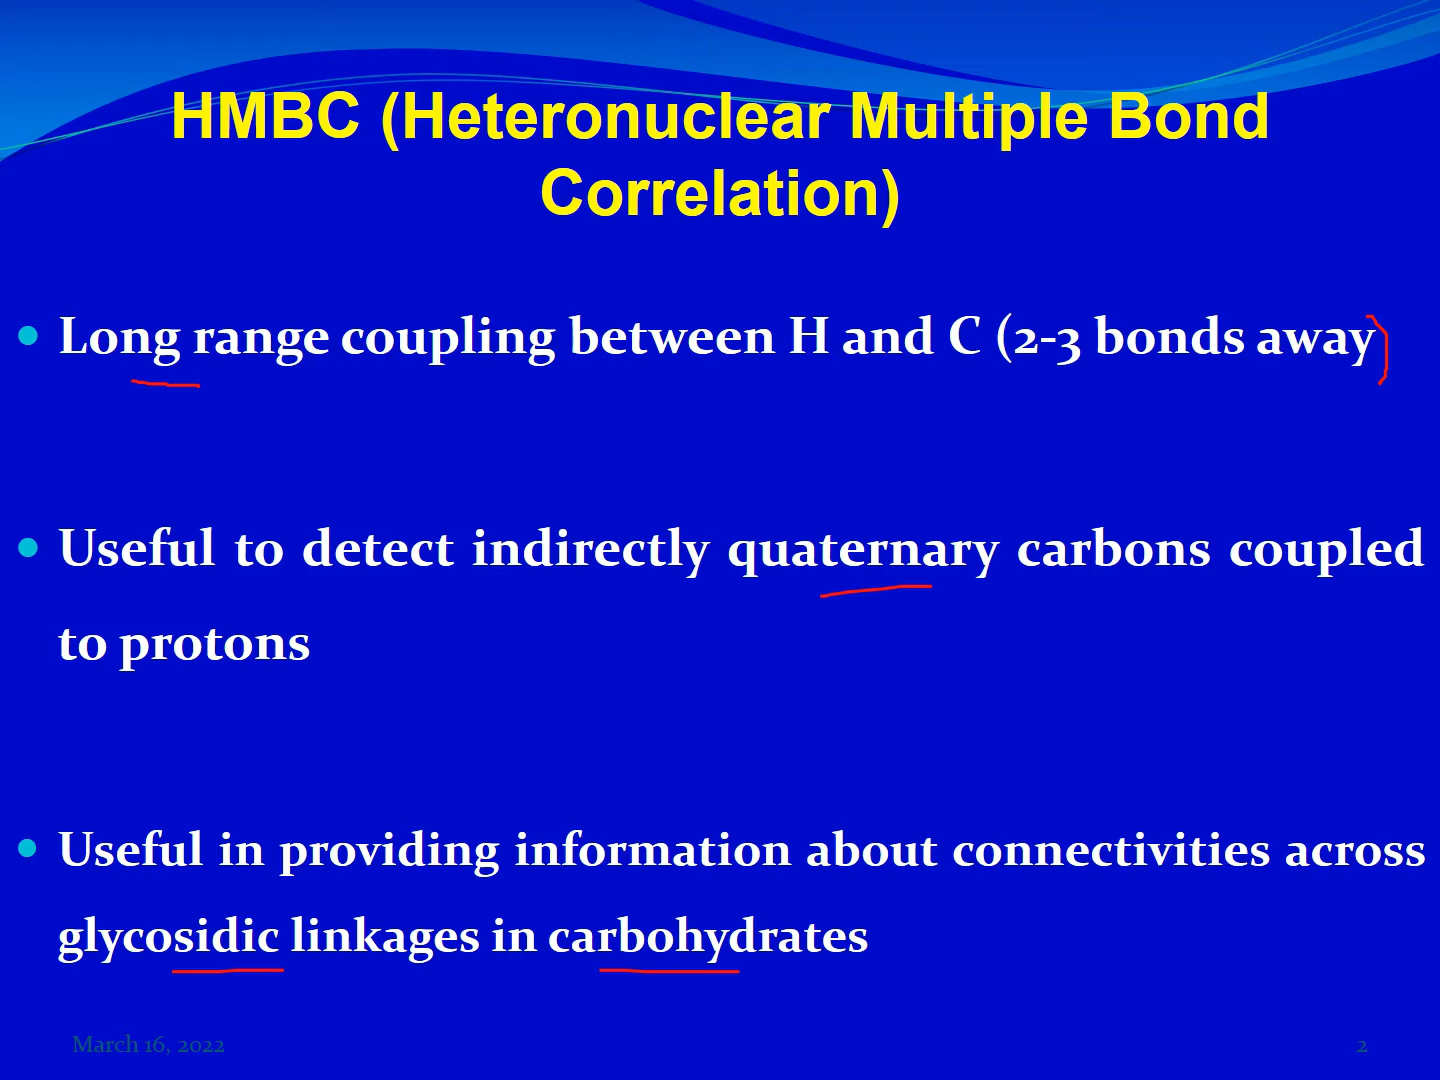 HMBC (Heteronuclear Multiple Bond
Correlation)
Long range coupling between H and C (2-3 bonds away)
Useful to detect indirectly quaternary carbons coupled
to protons
Useful in providing information about connectivities across
glycosidic linkages in carbohydrates
March 16, 2022
2